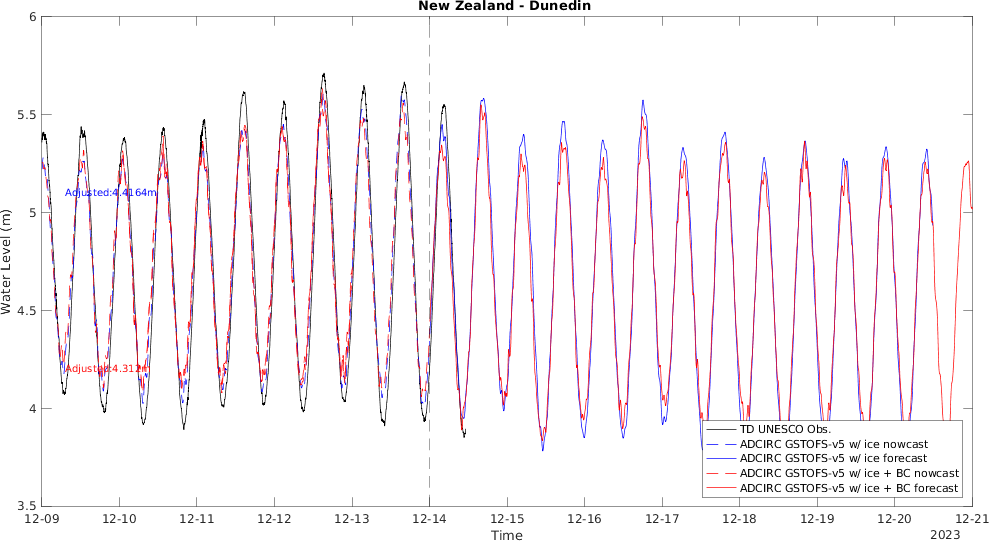 New Zealand - Dunedin
6
5.5
5
4.5
4
3.5
Water Level (m)
Adjusted:4.4164m
Adjusted:4.312m
TD UNESCO Obs.
ADCIRC GSTOFS-v5 w/ ice nowcast
ADCIRC GSTOFS-v5 w/ ice forecast
ADCIRC GSTOFS-v5 w/ ice + BC nowcast
ADCIRC GSTOFS-v5 w/ ice + BC forecast
12-09 12-10 12-11 12-12 12-13 12-14 12-15 12-16 12-17 12-18 12-19 12-20 12-21
Time
2023